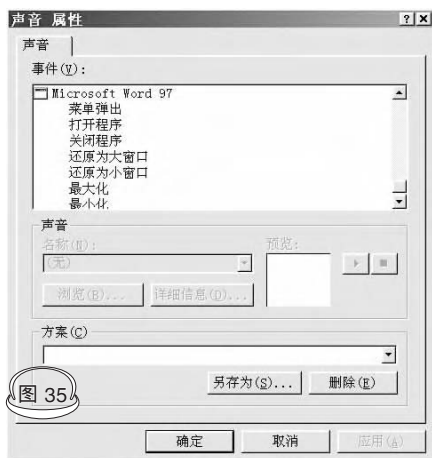 声音 属性
声音
事件(V):
Microsoft Word 97
菜单弹出
打开程序
关闭程序
还原为大窗口
还原为小窗口
最大化
最小化
声音
名称(N):
预览:
(无)
浏览(B)...
详细信息(D)...
方案(C)
另存为(S)...
删除(E)
图 35
确定
取消
应用(A)